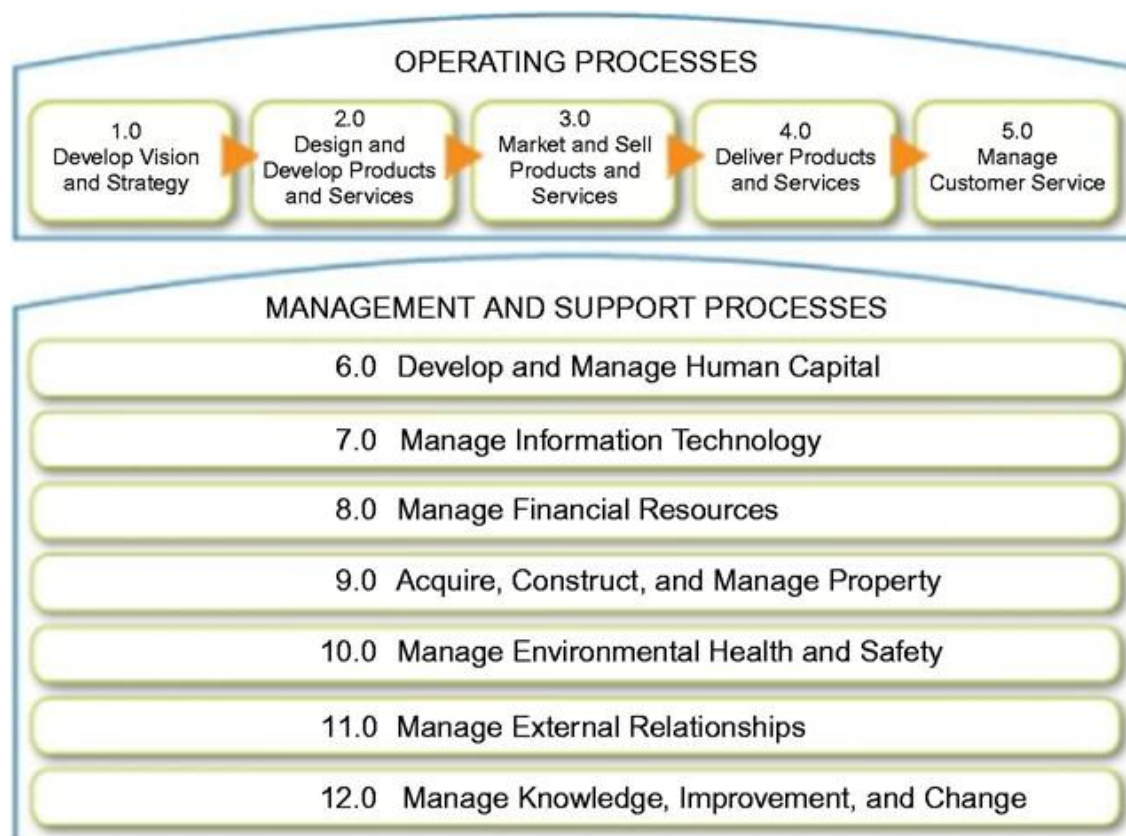 OPERATING PROCESSES
1.0
Develop Vision
and Strategy
2.0
Design and
Develop Products
and Services
3.0
Market and Sell
Products and
Services
4.0
Deliver Products
and Services
5.0
Manage
Customer Service
MANAGEMENT AND SUPPORT PROCESSES
6.0 Develop and Manage Human Capital
7.0 Manage Information Technology
8.0 Manage Financial Resources
9.0 Acquire, Construct, and Manage Property
10.0 Manage Environmental Health and Safety
11.0 Manage External Relationships
12.0 Manage Knowledge, Improvement, and Change